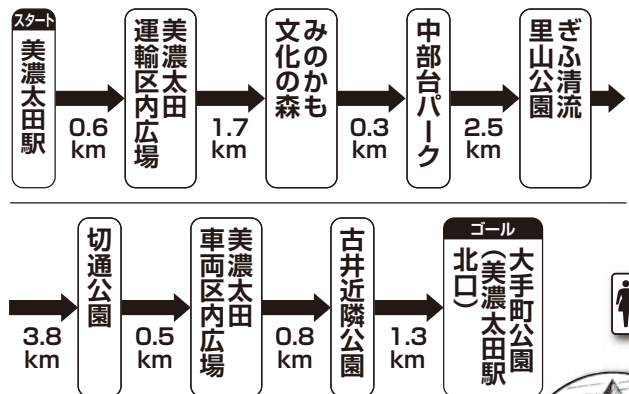 スタート
美濃太田駅
0.6
km
美濃太田
運輸区内広場
1.7
km
みのかも
文化の森
0.3
km
中部台パーク
2.5
km
ぎふ清流
里山公園
3.8
km
切通公園
0.5
km
美濃太田
車両区内広場
0.8
km
古井近隣公園
1.3
km
ゴール
大手町公園
(美濃太田駅
北口)